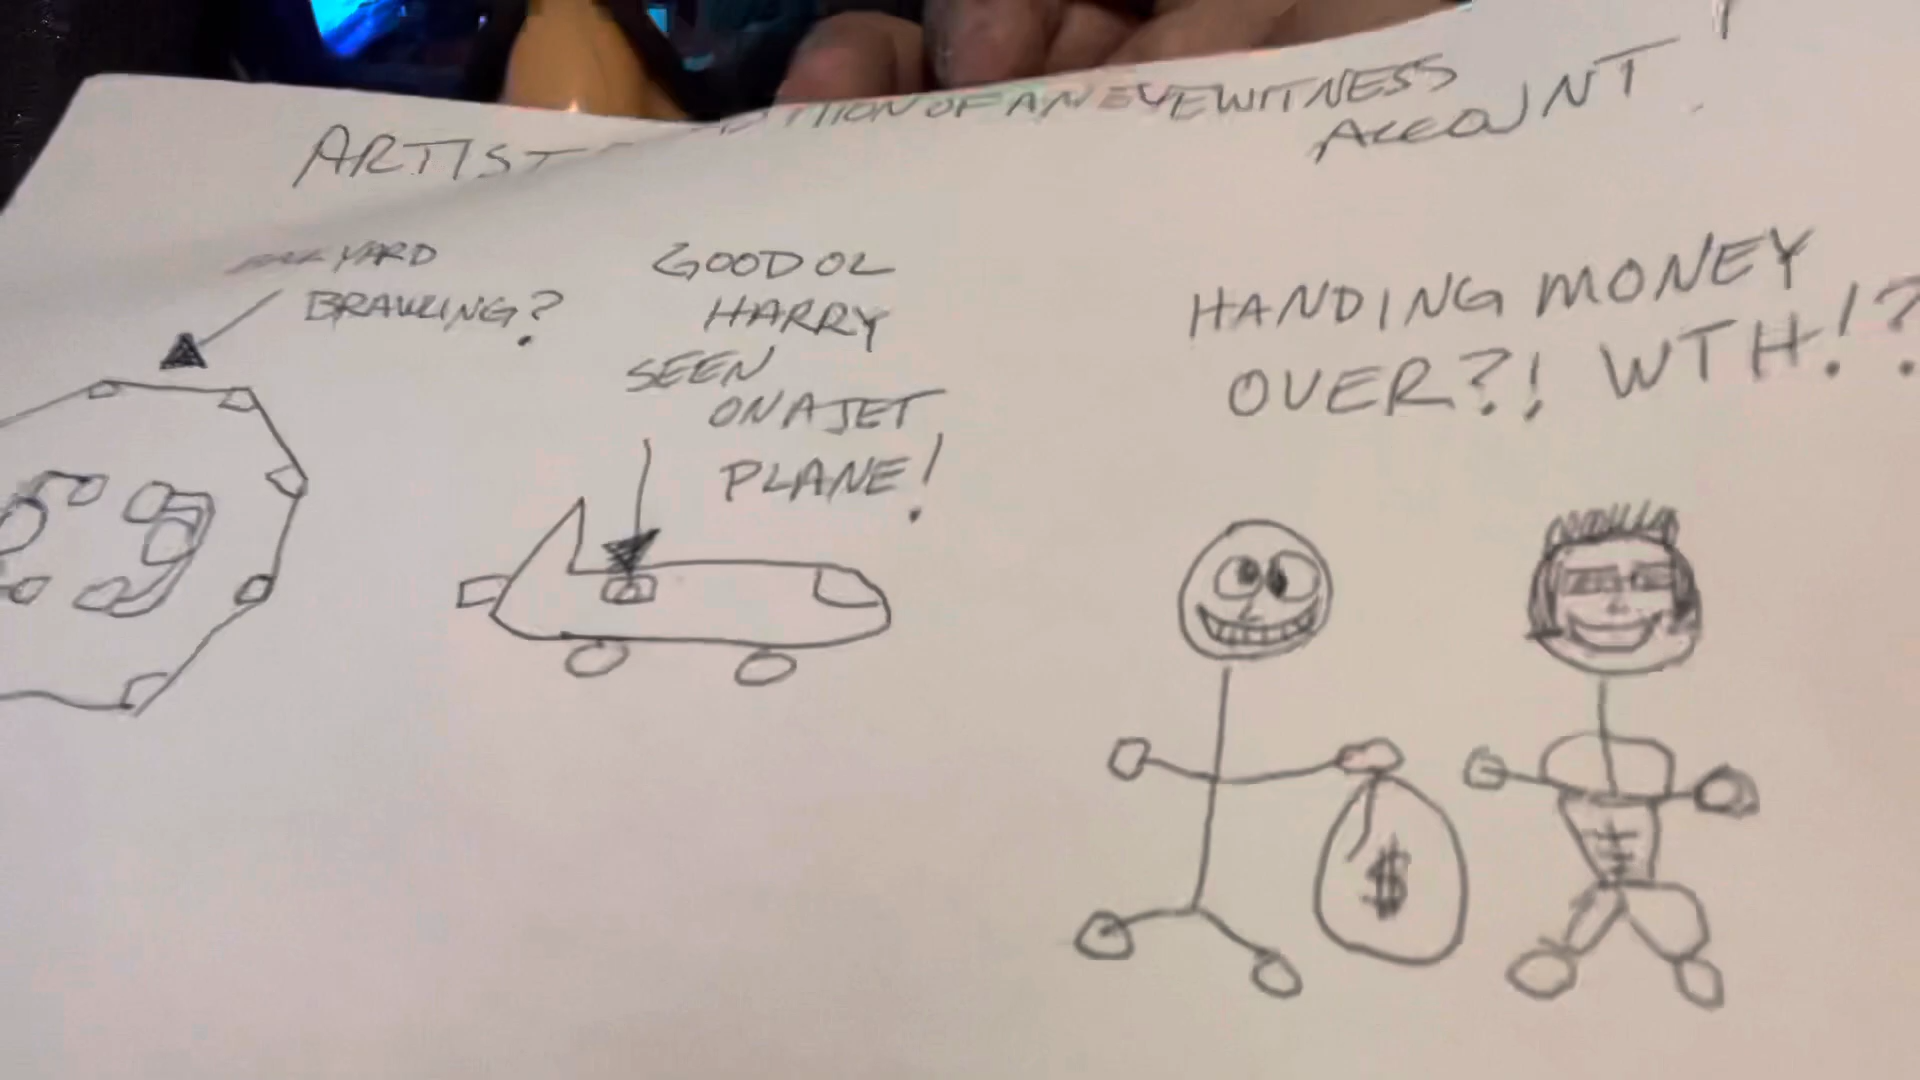 ARTIST OF AN EYEWITNESS
ACCOUNT!
YARD
BRAWLING?
GOOD OL
HARRY
SEEN
ON A JET
PLANE!
HANDING MONEY
OVER?! WTH!?
$